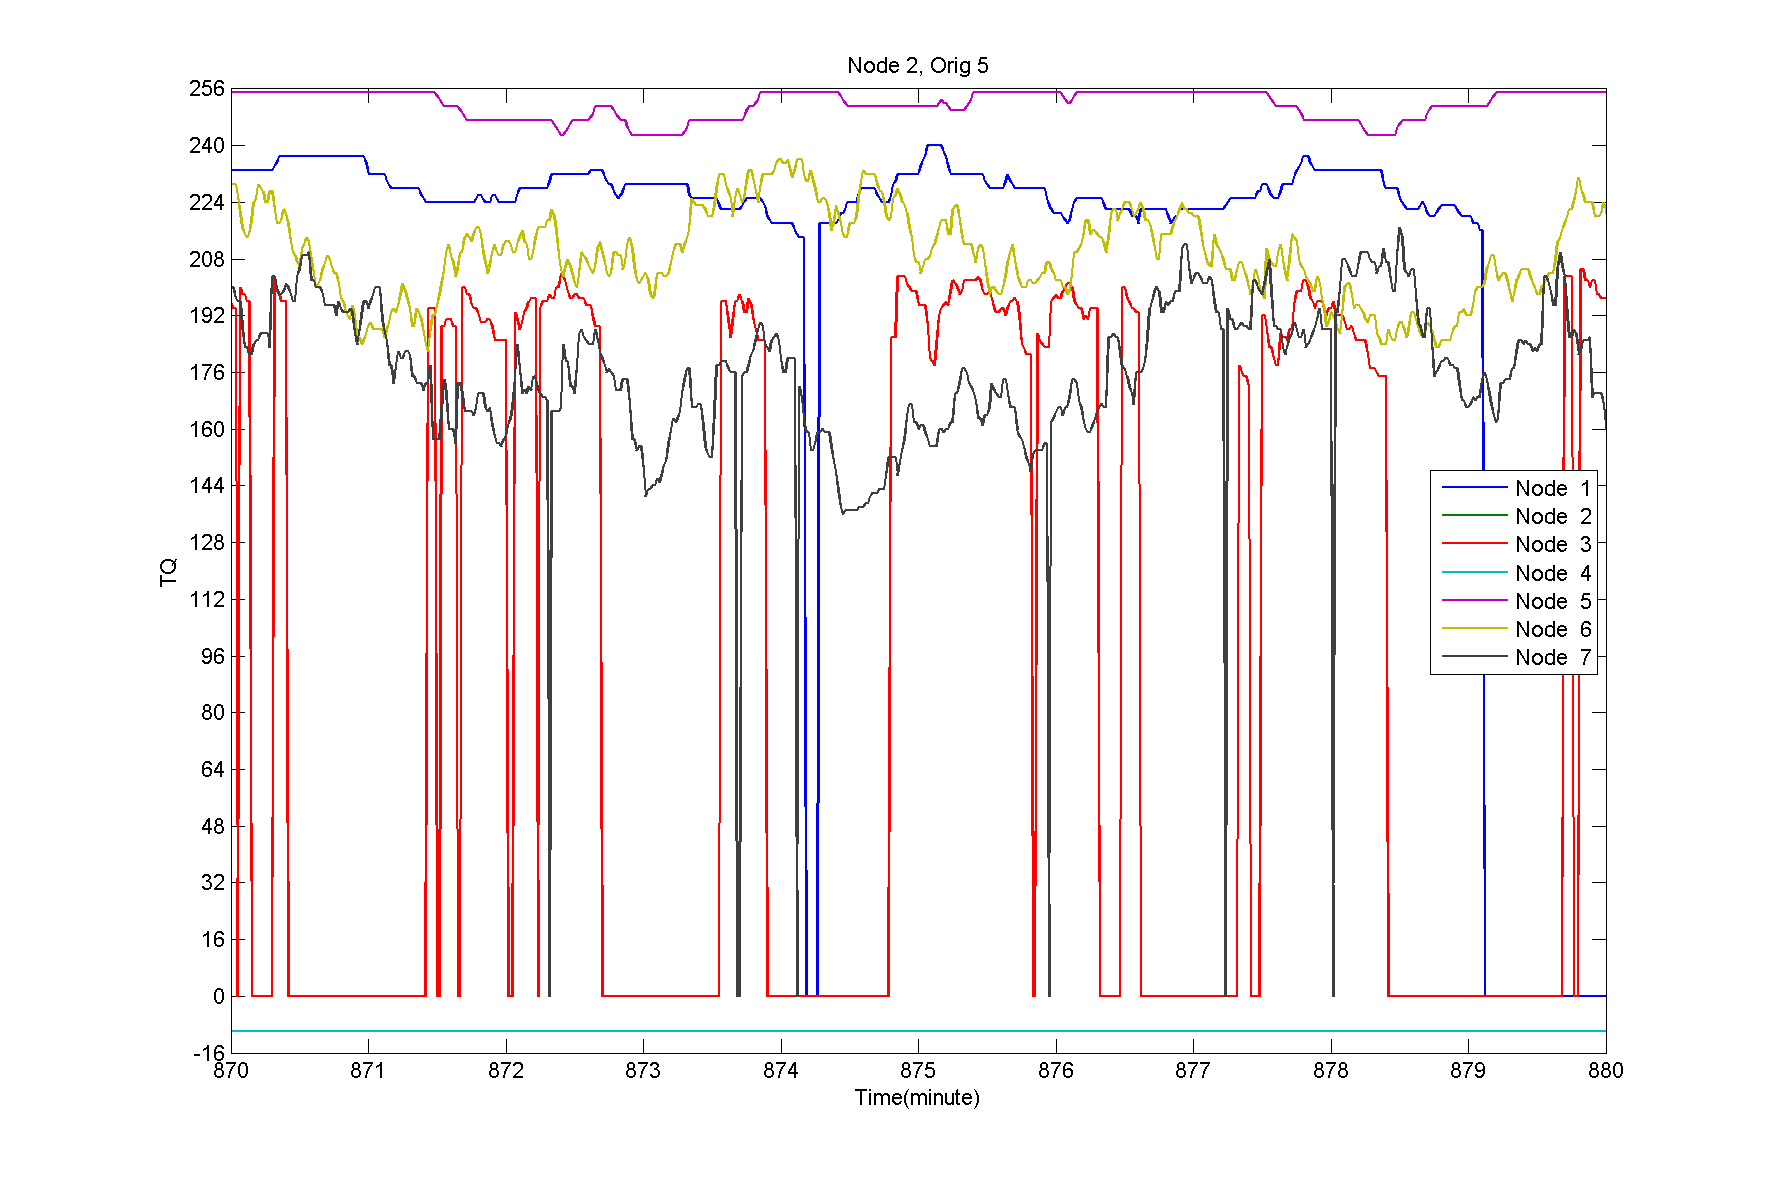 Node 2, Orig 5
256
240
224
208
192
176
160
144
128
112
96
80
64
48
32
16
0
-16
TQ
870 871 872 873 874 875 876 877 878 879 880
Time(minute)
Node 1
Node 2
Node 3
Node 4
Node 5
Node 6
Node 7